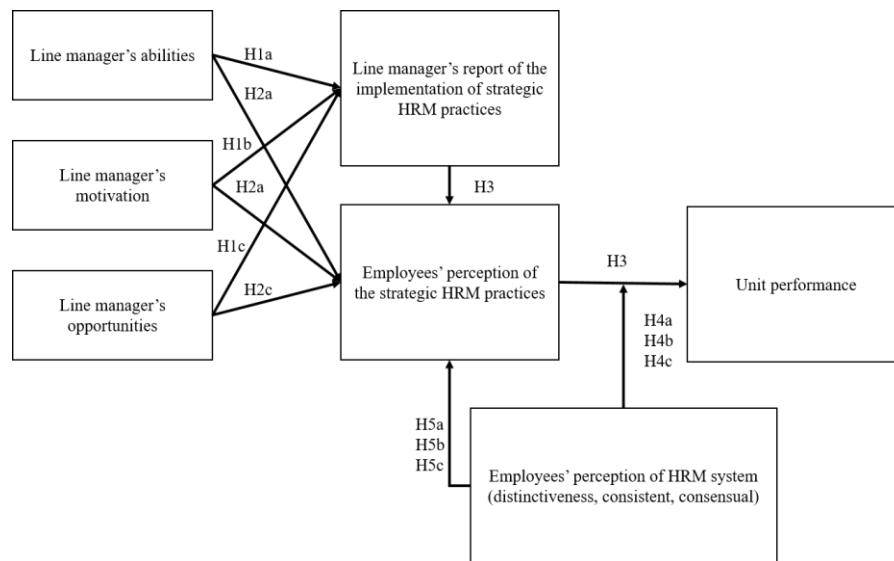 Line manager’s abilities
H1a
H2a
Line manager’s report of the
implementation of strategic
HRM practices
H1b
Line manager’s
motivation
H2a
H3
H1c
Employees’ perception of
the strategic HRM practices
H3
Unit performance
Line manager’s
opportunities
H2c
H4a
H4b
H4c
H5a
H5b
H5c
Employees’ perception of HRM system
(distinctiveness, consistent, consensual)